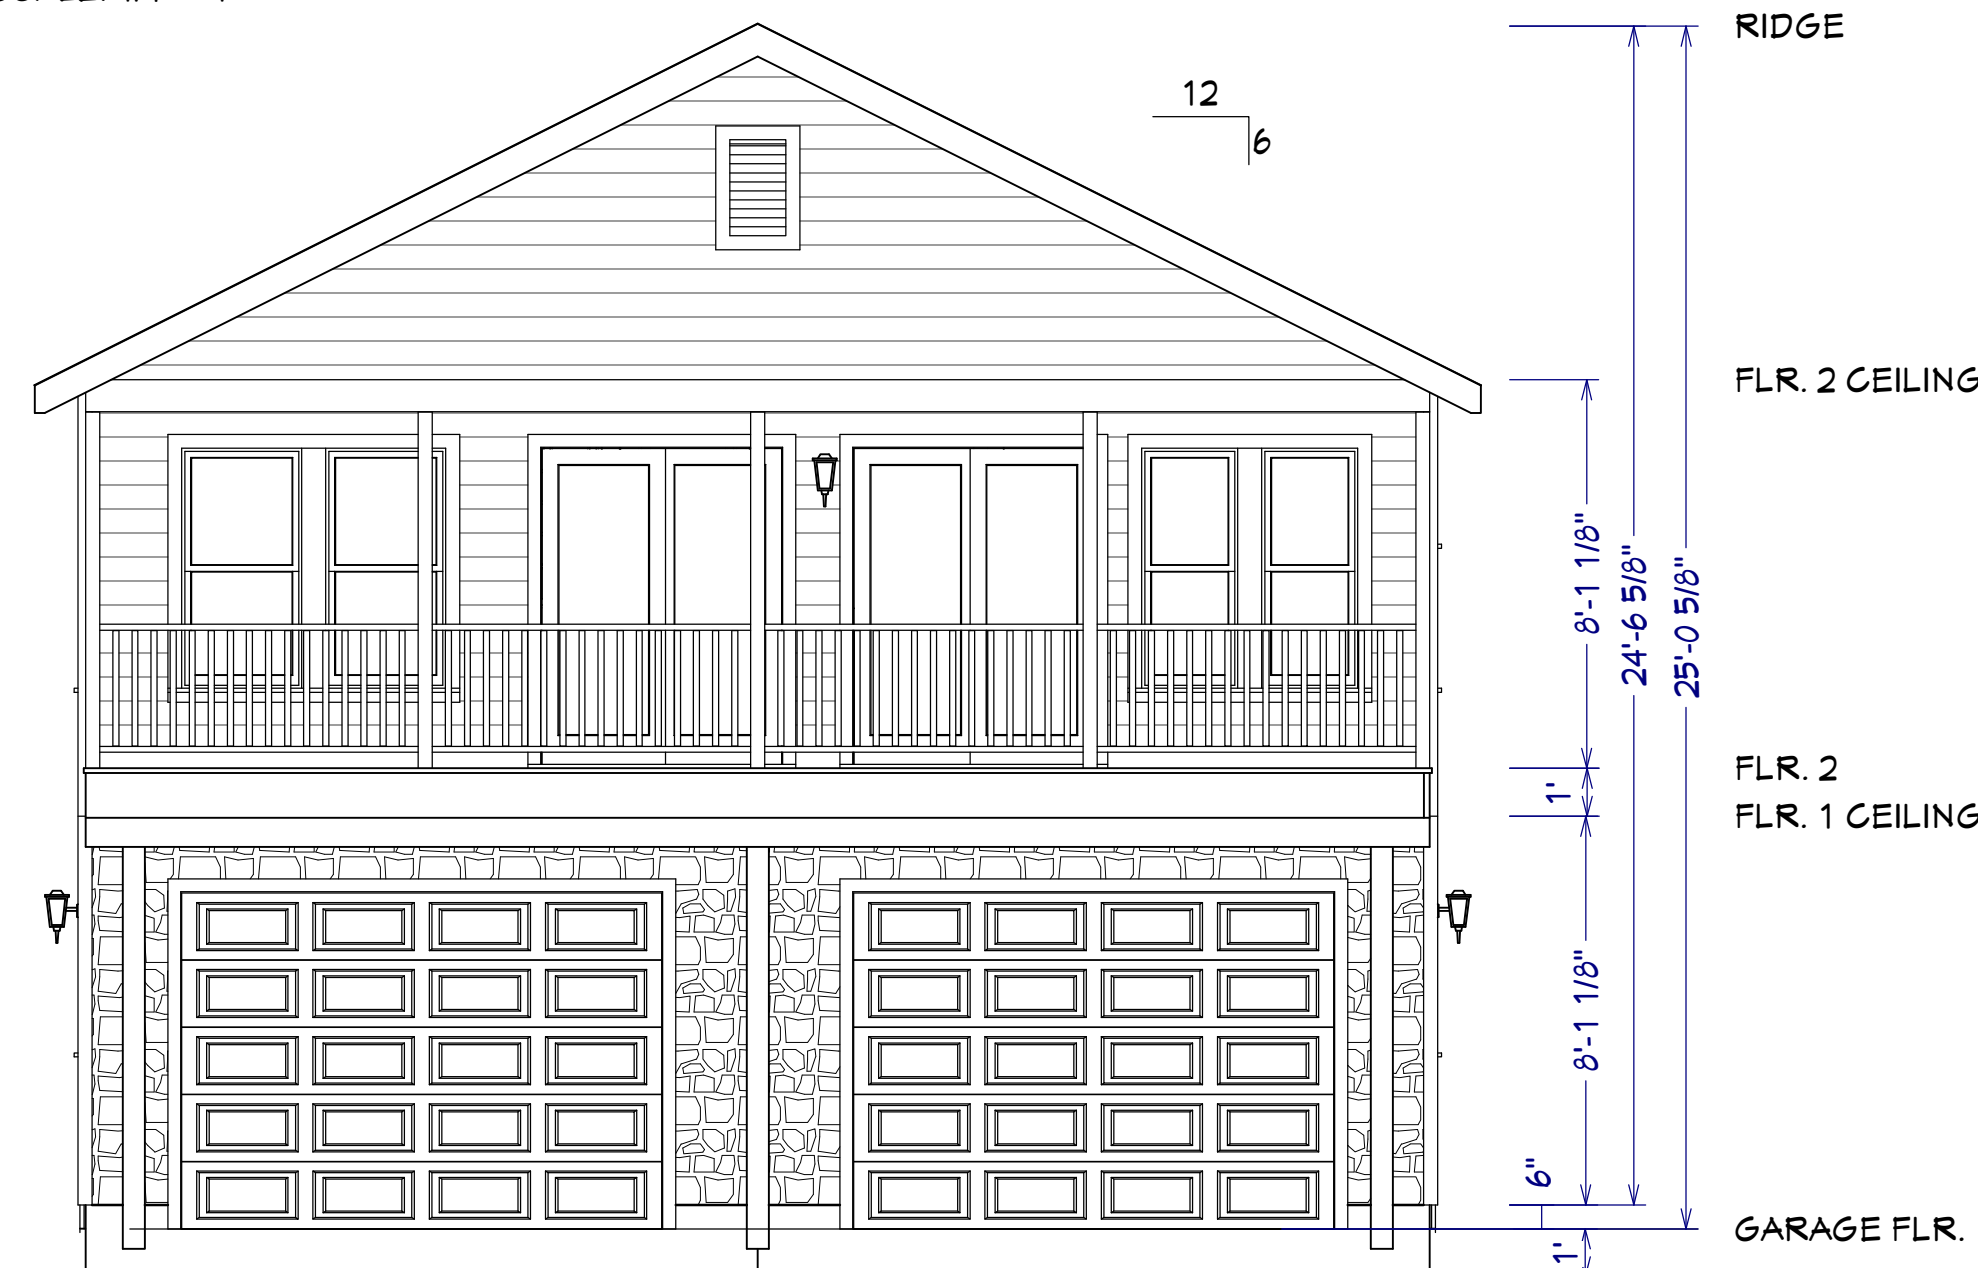 RIDGE
12
6
FLR. 2 CEILING
8'-1 1/8"
24'-6 5/8"
25'-0 5/8"
FLR. 2
1'
FLR. 1 CEILING
8'-1 1/8"
6"
GARAGE FLR.
1'